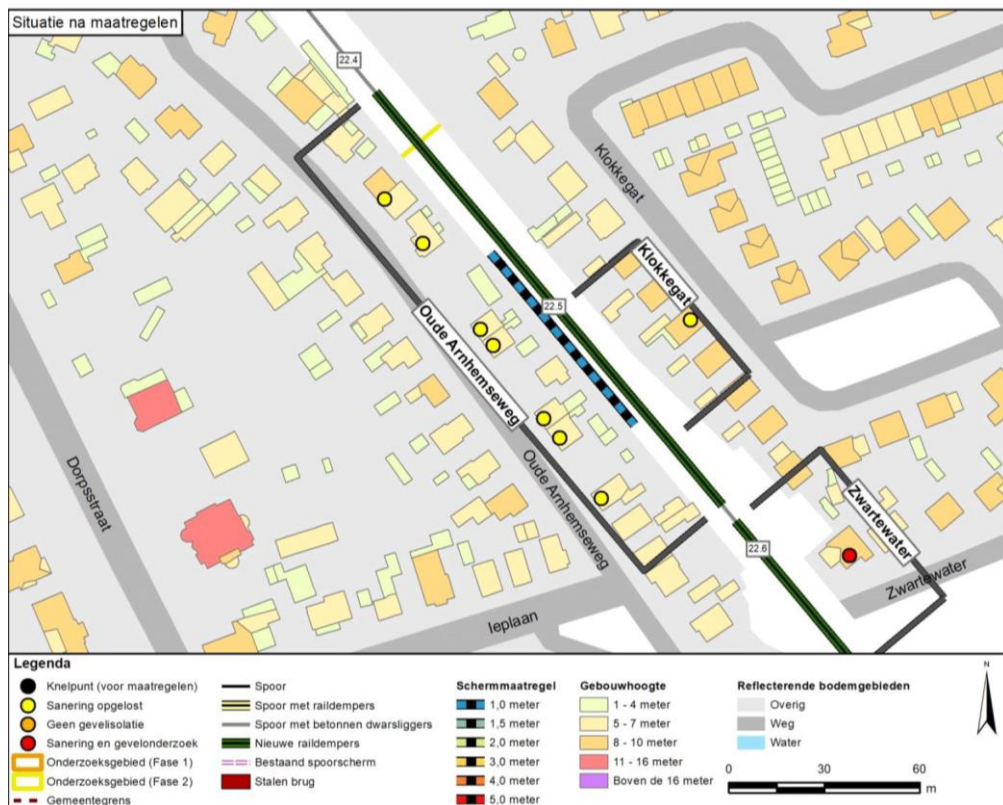 Situatie na maatregelen
22.4
Klokkegat
Klokkegat
22.5
Oude Arnhemseweg
Oude Arnhemseweg
Dorpsstraat
Zwartewater
22.6
Zwartewater
Ieplaan
Legenda
Knelpunt (voor maatregelen)
Sanering opgelost
Geen gevelisolatie
Sanering en gevelonderzoek
Onderzoeksgebied (Fase 1)
Onderzoeksgebied (Fase 2)
Gemeentegrens
Spoor
Spoor met raildempers
Spoor met betonnen dwarsliggers
Nieuwe raildempers
Bestaand spoorscherm
Stalen brug
Schermmaatregel
1,0 meter
1,5 meter
2,0 meter
3,0 meter
4,0 meter
5,0 meter
Gebouwhoogte
1 - 4 meter
5 - 7 meter
8 - 10 meter
11 - 16 meter
Boven de 16 meter
Reflecterende bodemgebieden
Overig
Weg
Water
N
0 30 60
m